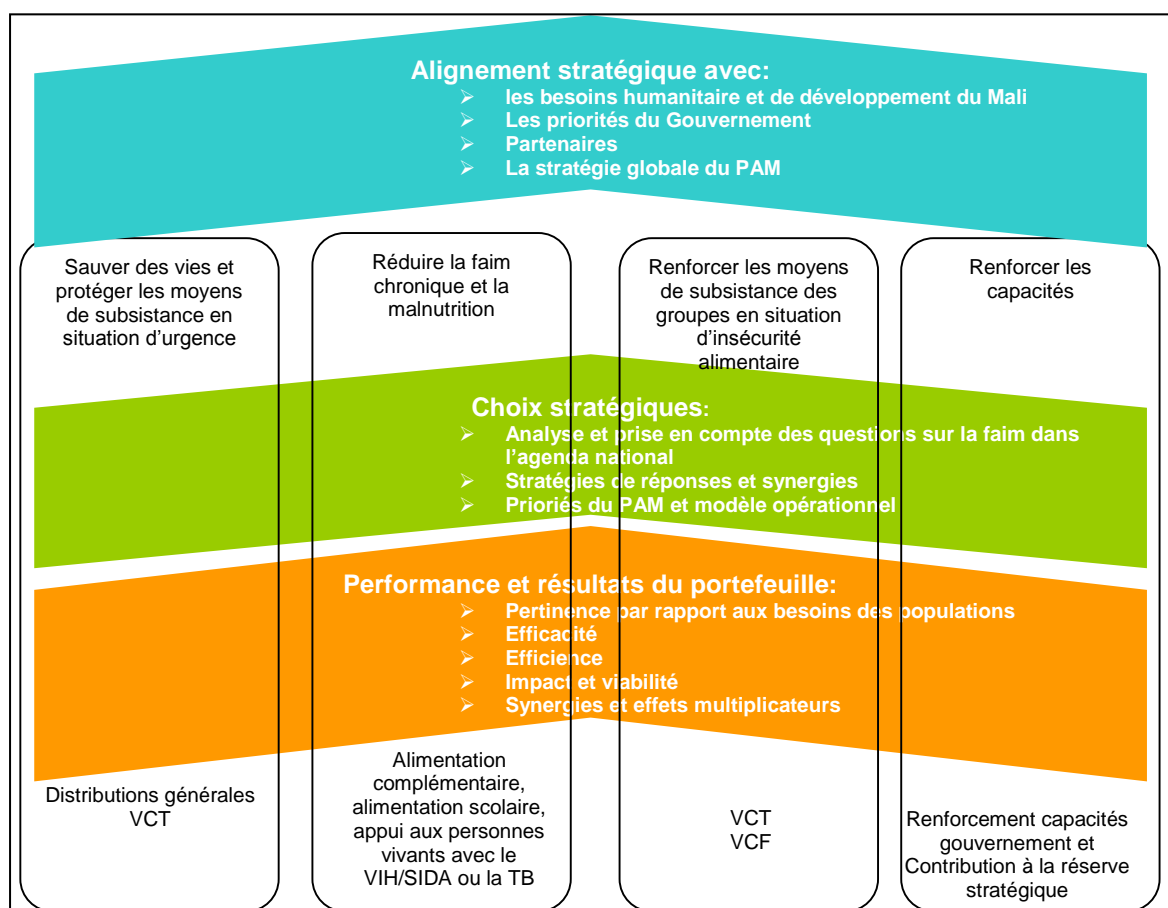 Alignement stratégique avec:
➢ les besoins humanitaire et de développement du Mali
➢ Les priorités du Gouvernement
➢ Partenaires
➢ La stratégie globale du PAM
Sauver des vies et
protéger les moyens
de subsistance en
situation d'urgence
Réduire la faim
chronique et la
malnutrition
Renforcer les moyens
de subsistance des
groupes en situation
d'insécurité
alimentaire
Renforcer les
capacités
Choix stratégiques:
➢ Analyse et prise en compte des questions sur la faim dans
l'agenda national
➢ Stratégies de réponses et synergies
➢ Prioriés du PAM et modèle opérationnel
Performance et résultats du portefeuille:
➢ Pertinence par rapport aux besoins des populations
➢ Efficacité
➢ Efficience
➢ Impact et viabilité
➢ Synergies et effets multiplicateurs
Distributions générales
VCT
Alimentation
complémentaire,
alimentation scolaire,
appui aux personnes
vivants avec le
VIH/SIDA ou la TB
VCT
VCF
Renforcement capacités
gouvernement et
Contribution à la réserve
stratégique